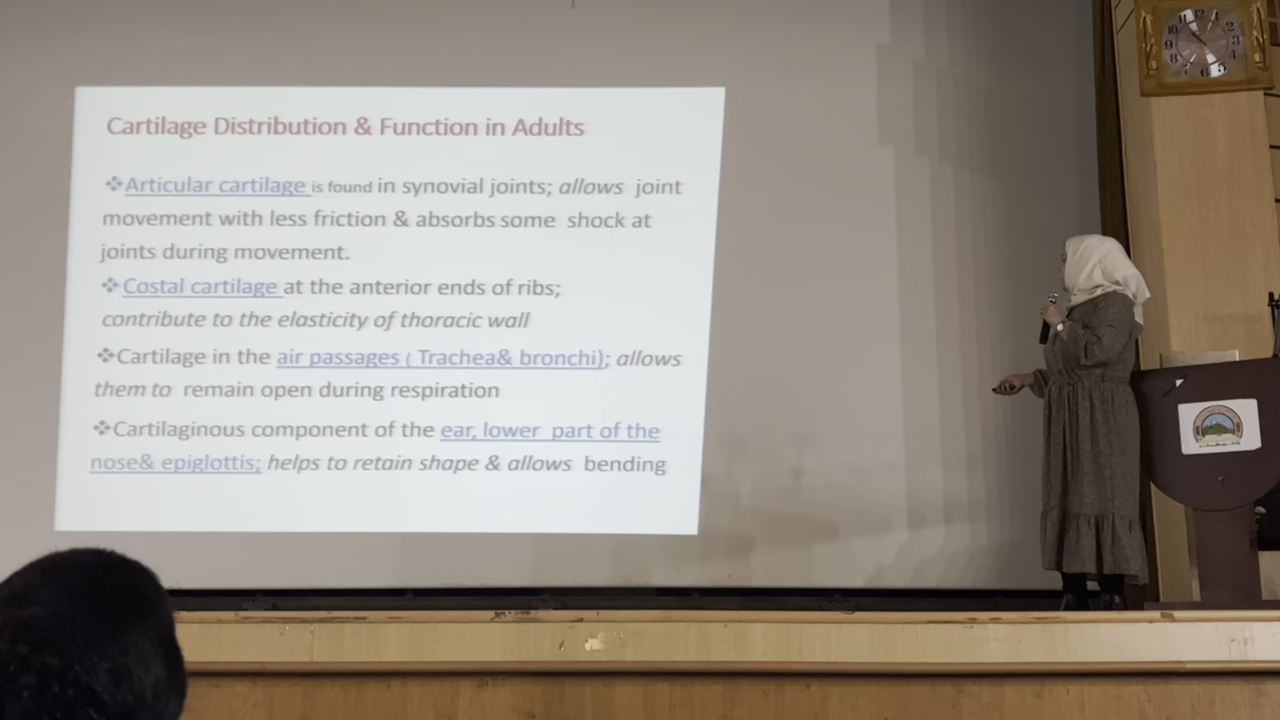 Cartilage Distribution & Function in Adults
❖Articular cartilage is found in synovial joints; allows joint
movement with less friction & absorbs some shock at
joints during movement.
❖Costal cartilage at the anterior ends of ribs;
contribute to the elasticity of thoracic wall
❖Cartilage in the air passages ( Trachea& bronchi); allows
them to remain open during respiration
❖Cartilaginous component of the ear, lower part of the
nose& epiglottis; helps to retain shape & allows bending